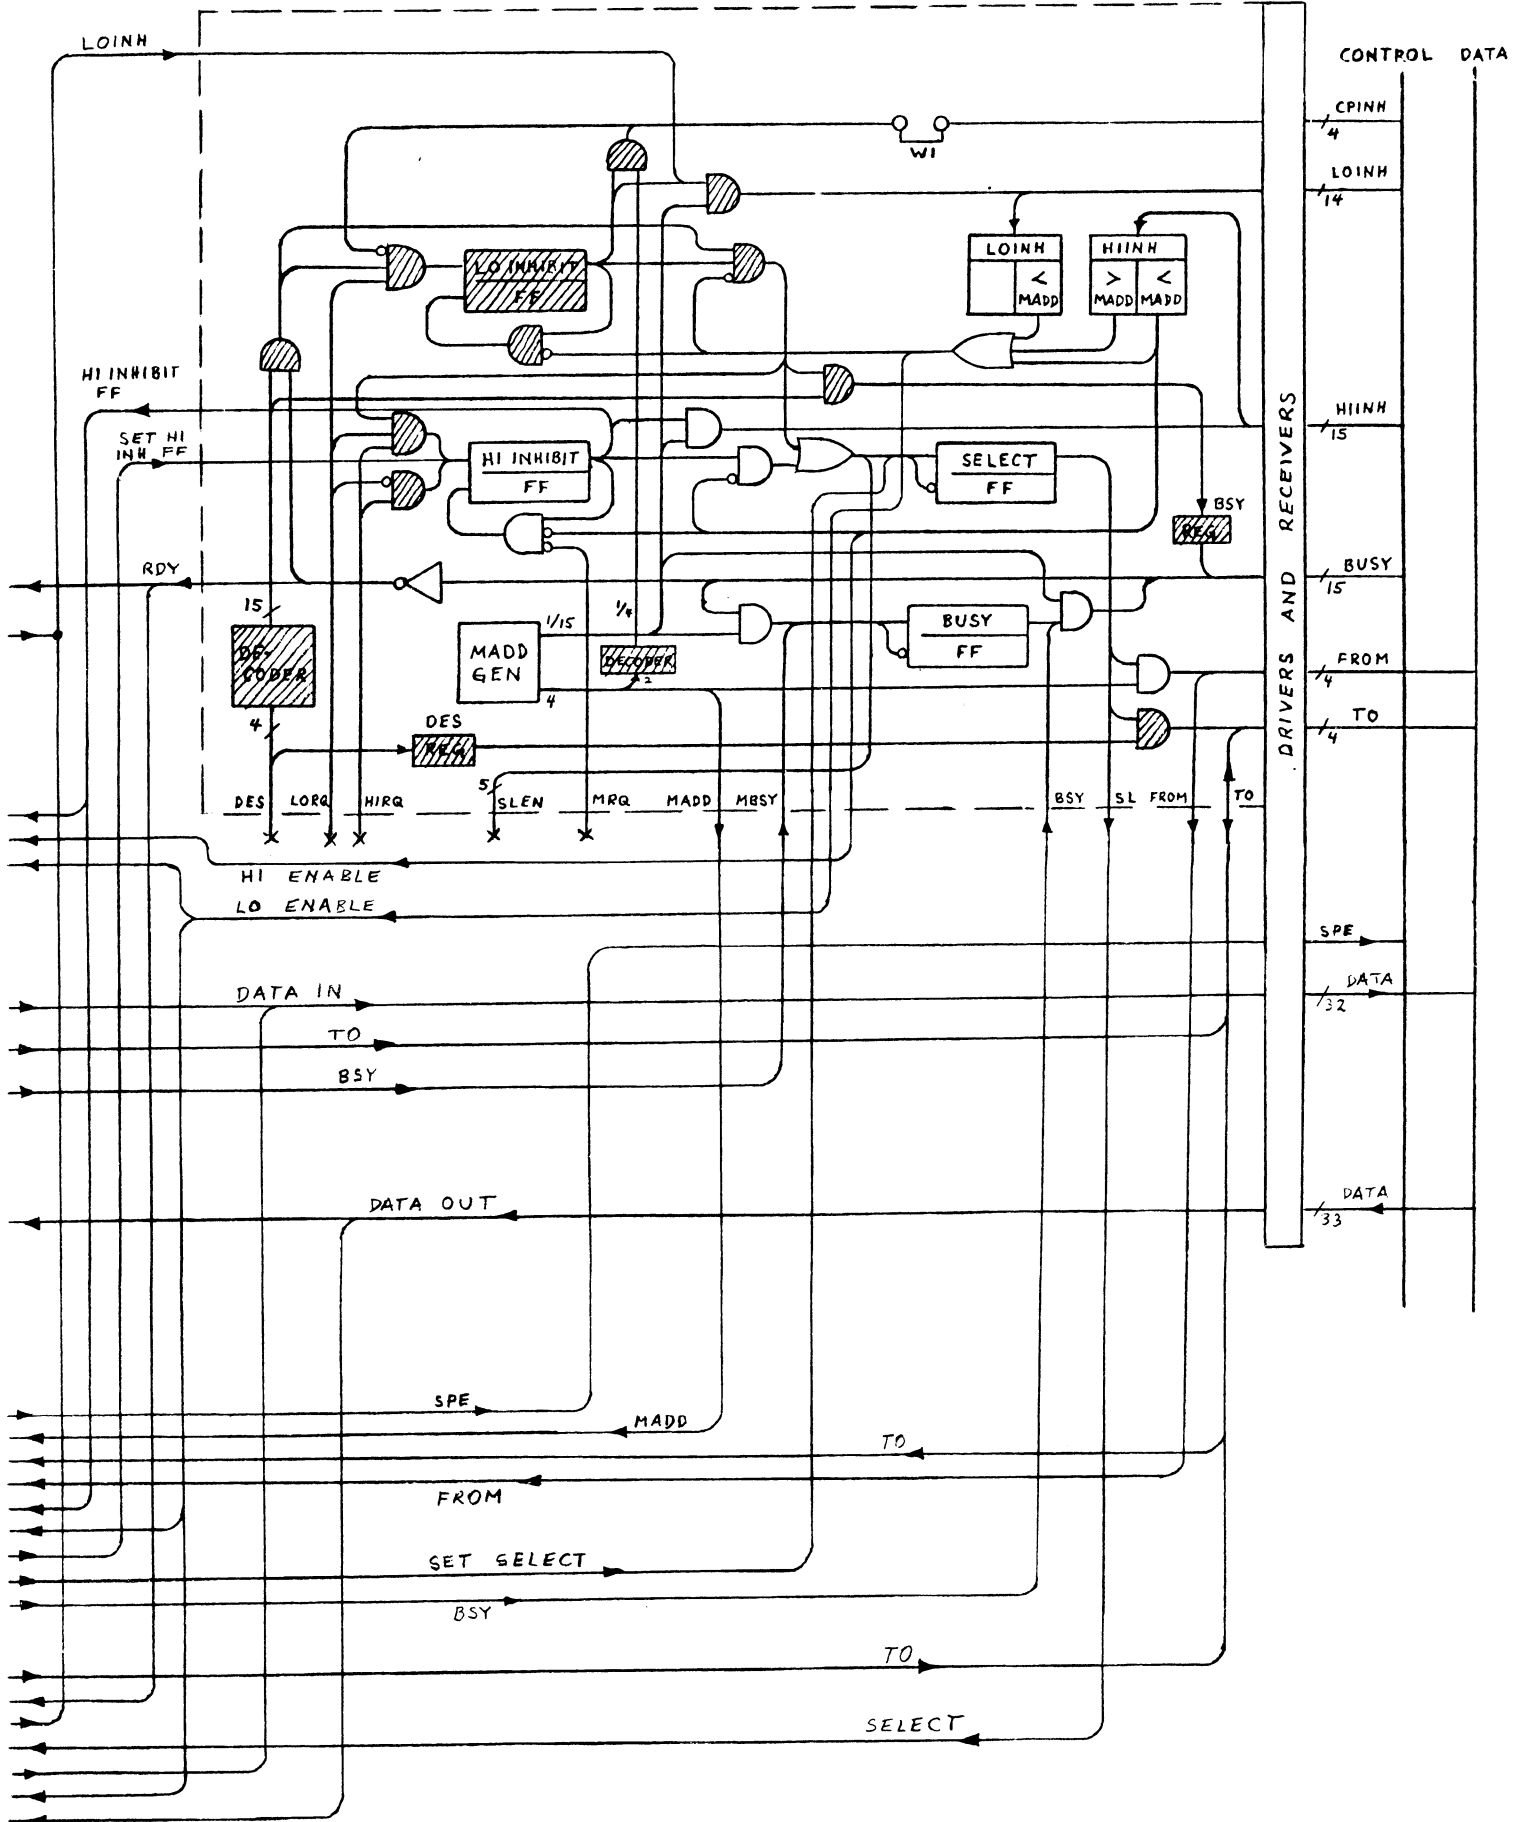 LOINH
CONTROL DATA
CPINH
4
W1
LOINH
14
LOINH
<
MADD
HIINH
>
MADD
<
MADD
LO INHIBIT
FF
HI INHIBIT
FF
HIINH
15
SET HI
INH FF
HI INHIBIT
FF
SELECT
FF
DRIVERS AND RECEIVERS
BSY
REG
RDY
BUSY
15
15
1/15
1/4
DE-
CODER
MADD
GEN
DECODER
2
BUSY
FF
FROM
4
4
4
DES
REG
TO
4
5
DES LORQ HIRQ SLEN MRQ MADD MBSY BSY SL FROM TO
HI ENABLE
LO ENABLE
SPE
DATA IN
DATA
32
TO
BSY
DATA OUT
DATA
33
SPE
MADD
TO
FROM
SET SELECT
BSY
TO
SELECT